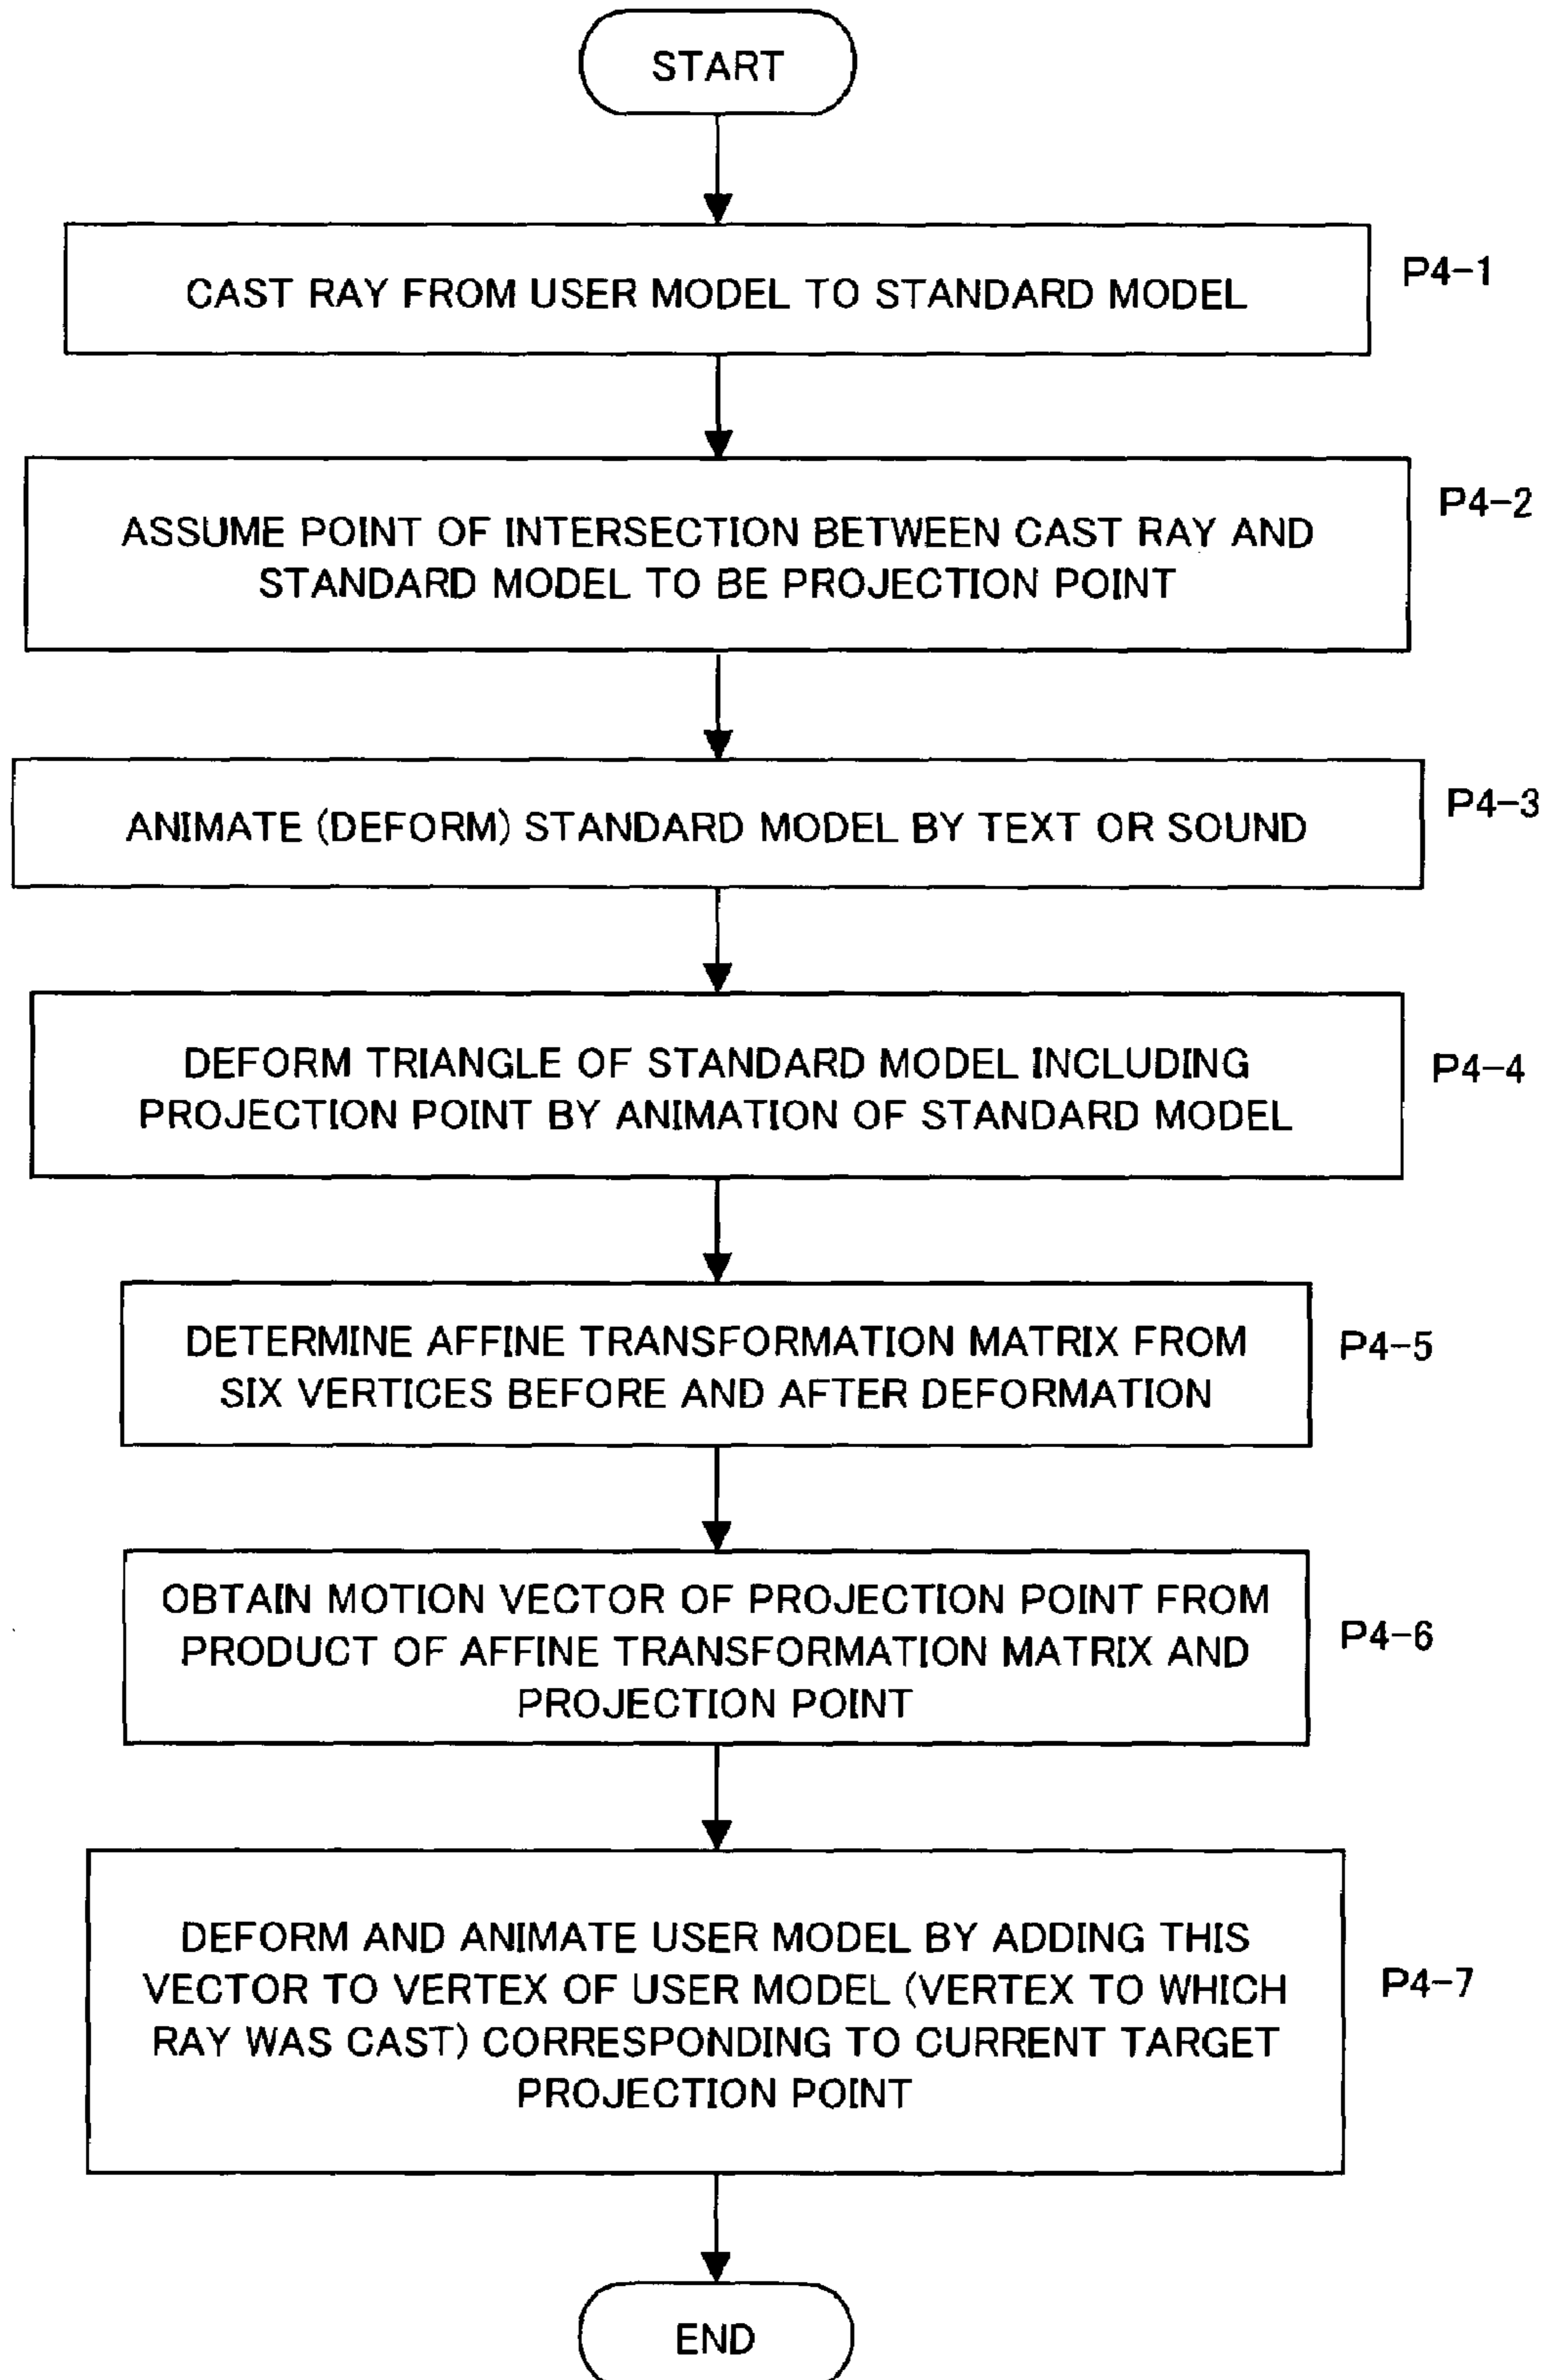 START
CAST RAY FROM USER MODEL TO STANDARD MODEL
P4-1
ASSUME POINT OF INTERSECTION BETWEEN CAST RAY AND
STANDARD MODEL TO BE PROJECTION POINT
P4-2
ANIMATE (DEFORM) STANDARD MODEL BY TEXT OR SOUND
P4-3
DEFORM TRIANGLE OF STANDARD MODEL INCLUDING
PROJECTION POINT BY ANIMATION OF STANDARD MODEL
P4-4
DETERMINE AFFINE TRANSFORMATION MATRIX FROM
SIX VERTICES BEFORE AND AFTER DEFORMATION
P4-5
OBTAIN MOTION VECTOR OF PROJECTION POINT FROM
PRODUCT OF AFFINE TRANSFORMATION MATRIX AND
PROJECTION POINT
P4-6
DEFORM AND ANIMATE USER MODEL BY ADDING THIS
VECTOR TO VERTEX OF USER MODEL (VERTEX TO WHICH
RAY WAS CAST) CORRESPONDING TO CURRENT TARGET
PROJECTION POINT
P4-7
END